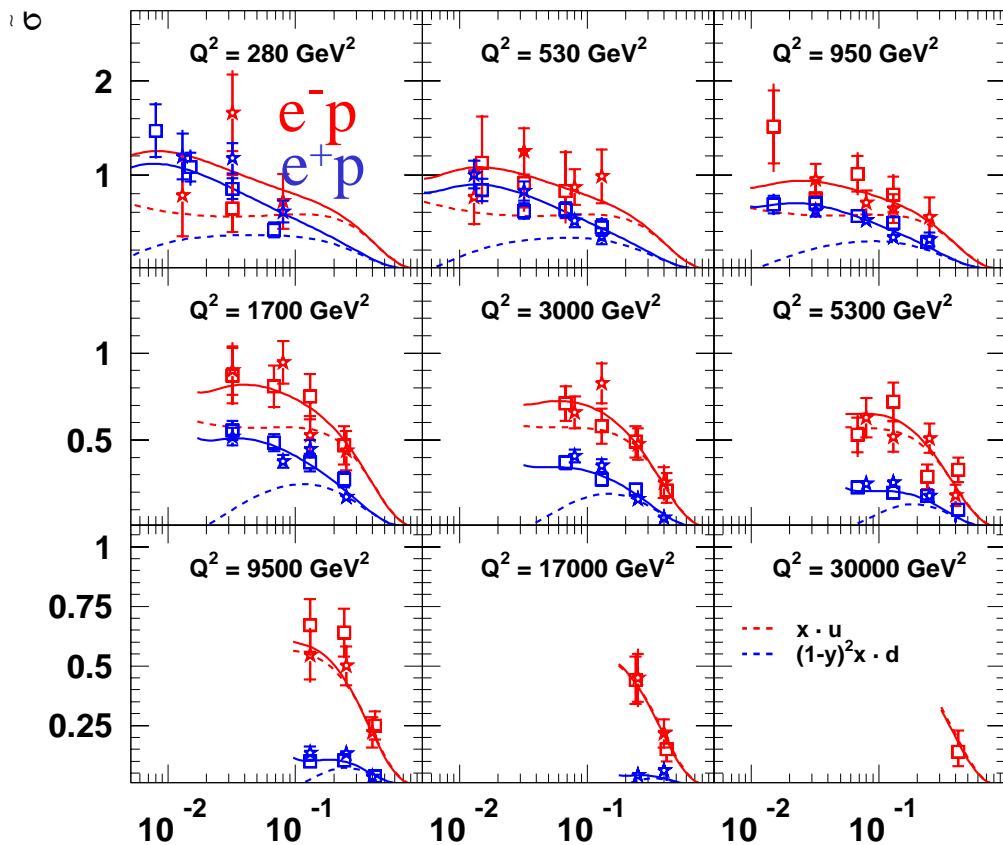 σ̃
Q² = 280 GeV²
Q² = 530 GeV²
Q² = 950 GeV²
2
e⁻p
e⁺p
1
Q² = 1700 GeV²
Q² = 3000 GeV²
Q² = 5300 GeV²
1
0.5
1
Q² = 9500 GeV²
Q² = 17000 GeV²
Q² = 30000 GeV²
0.75
x · u
(1-y)²x · d
0.5
0.25
10⁻² 10⁻¹ 10⁻² 10⁻¹ 10⁻² 10⁻¹